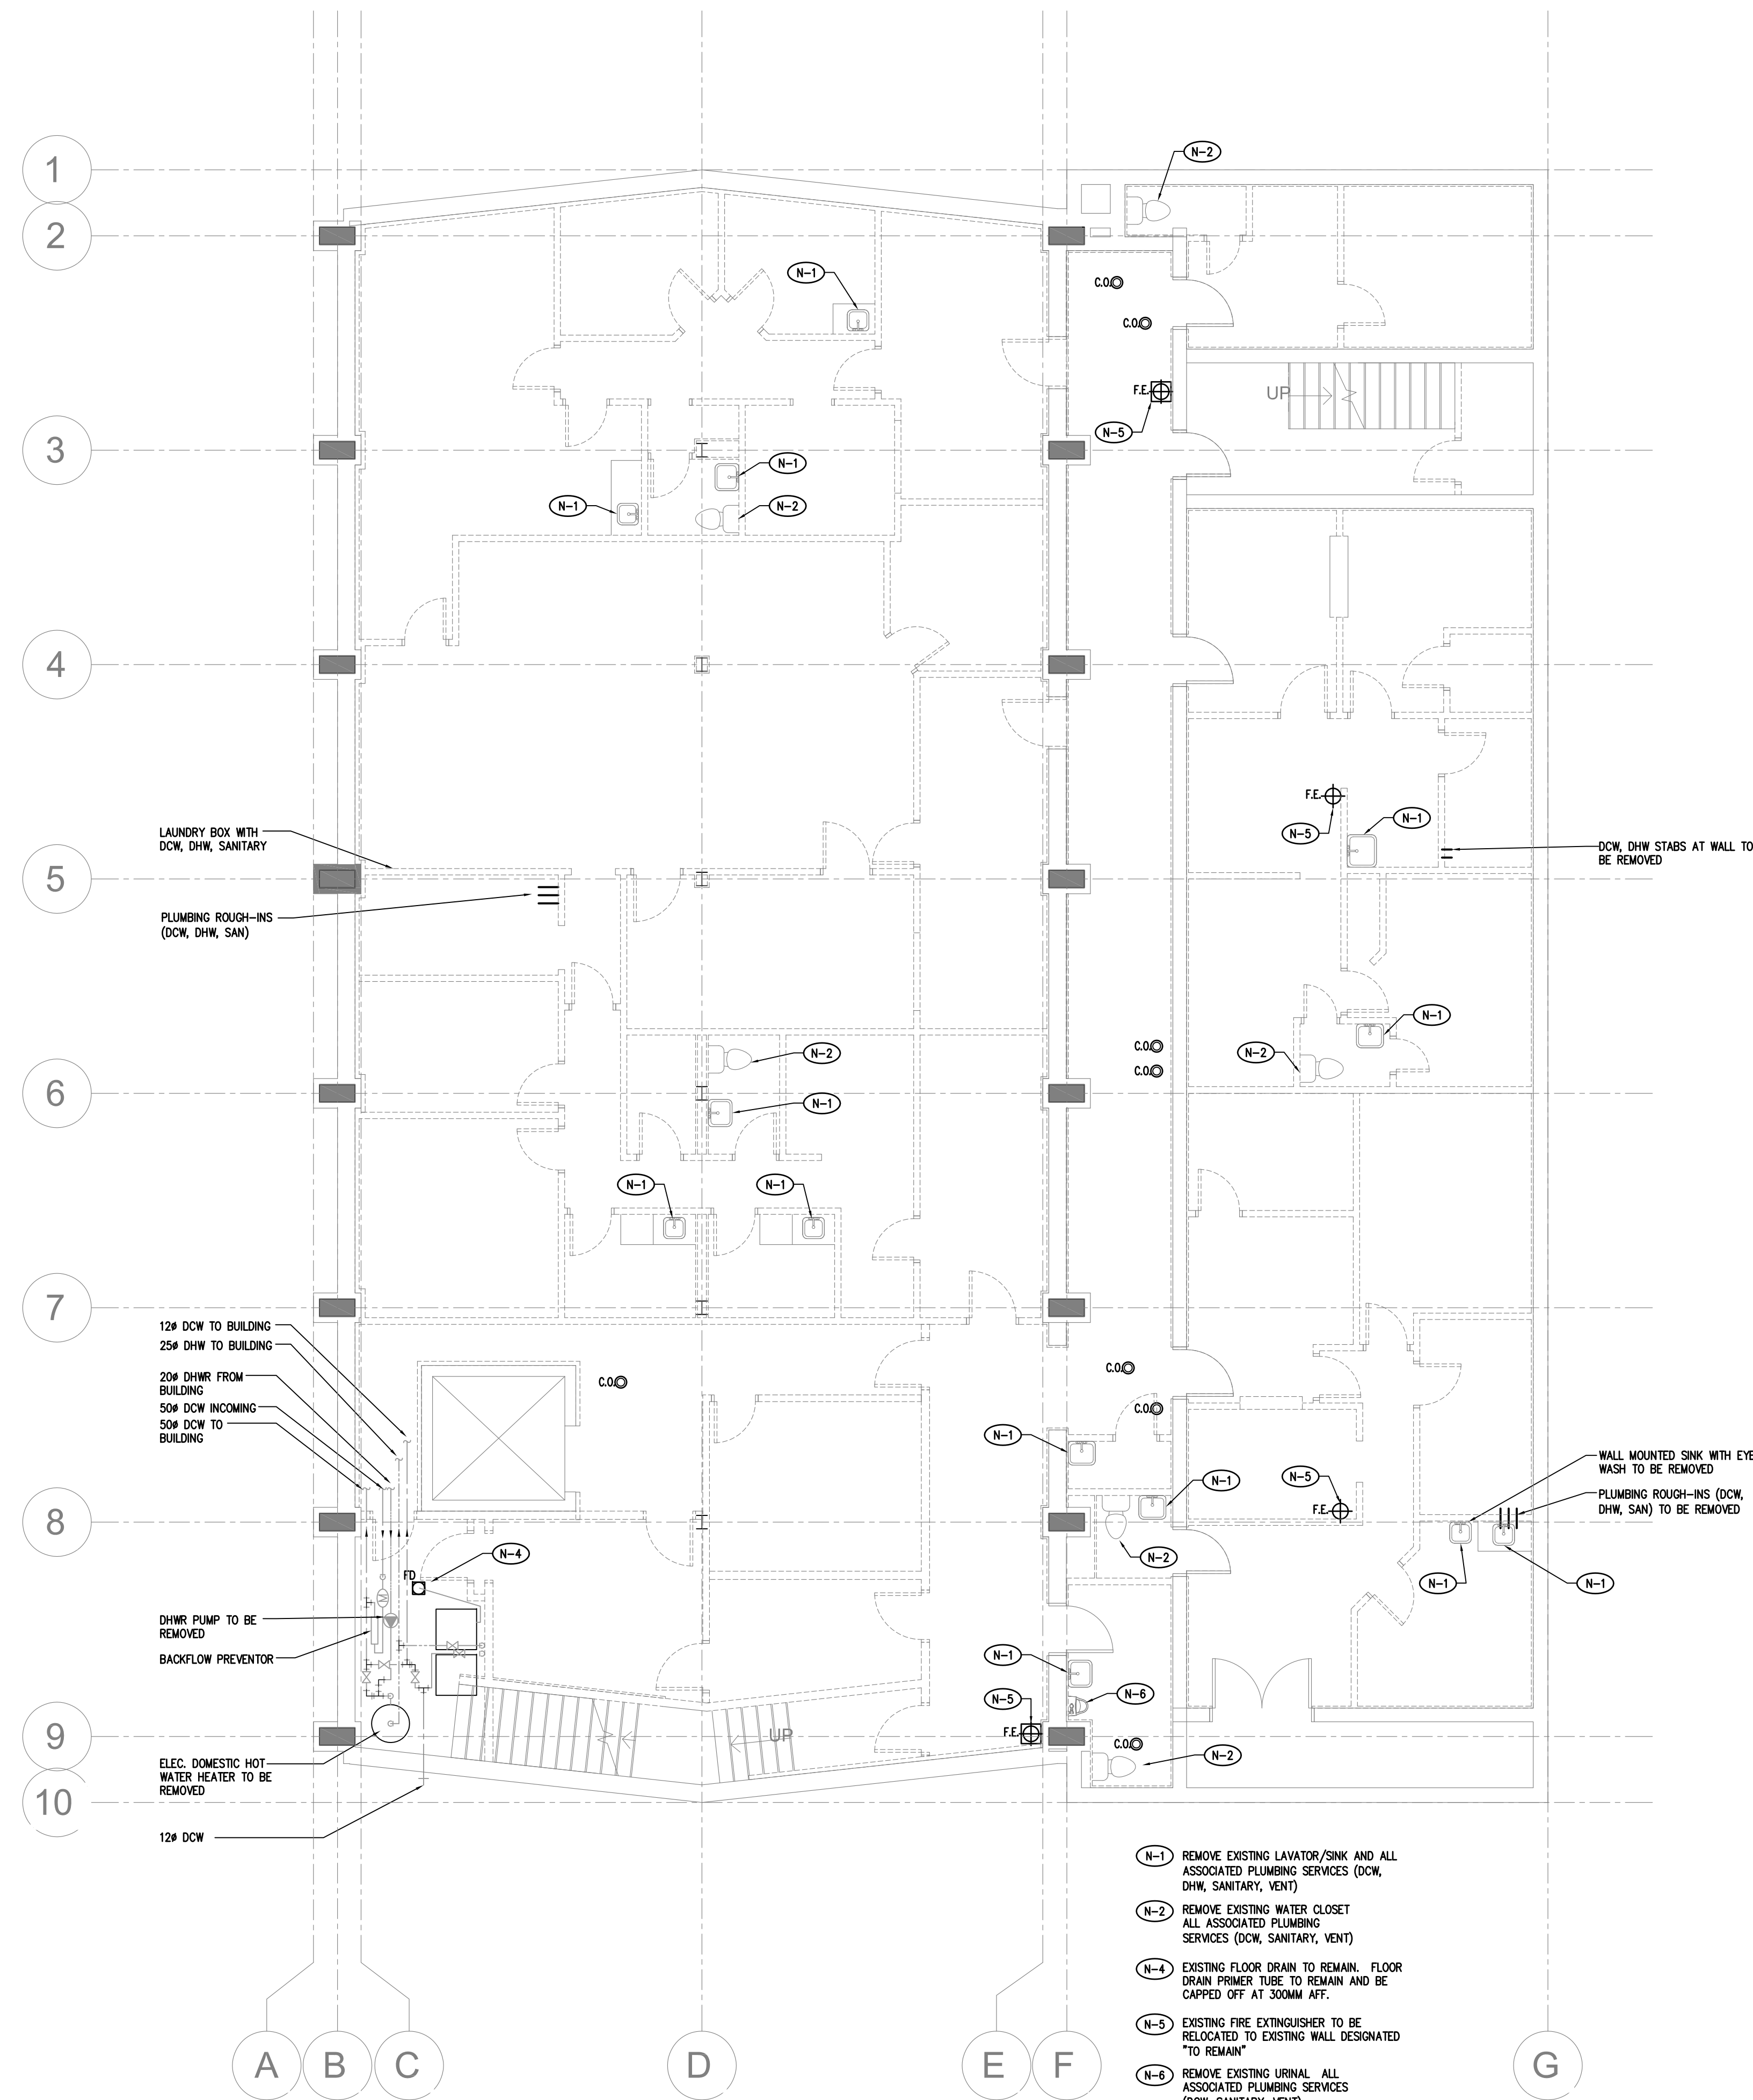 N-2
1
2
N-1
C.O.
C.O.
F.E.
UP
N-5
3
N-1
N-1
N-2
4
F.E.
N-5
N-1
LAUNDRY BOX WITH
DCW, DHW, SANITARY
DCW, DHW STABS AT WALL TO
BE REMOVED
5
PLUMBING ROUGH-INS
(DCW, DHW, SAN)
N-1
C.O.
N-2
N-2
C.O.
6
N-1
N-1
N-1
7
12ø DCW TO BUILDING
25ø DHW TO BUILDING
20ø DHWR FROM
BUILDING
50ø DCW INCOMING
50ø DCW TO
BUILDING
C.O.
C.O.
C.O.
N-1
N-1
N-5
F.E.
WALL MOUNTED SINK WITH EYE
WASH TO BE REMOVED
PLUMBING ROUGH-INS (DCW,
DHW, SAN) TO BE REMOVED
8
N-4
FD
N-2
N-1
N-1
M
DHWR PUMP TO BE
REMOVED
BACKFLOW PREVENTOR
N-1
N-6
N-5
F.E.
UP
C.O.
N-2
9
ELEC. DOMESTIC HOT
WATER HEATER TO BE
REMOVED
10
12ø DCW
N-1 REMOVE EXISTING LAVATOR/SINK AND ALL
ASSOCIATED PLUMBING SERVICES (DCW,
DHW, SANITARY, VENT)
N-2 REMOVE EXISTING WATER CLOSET
ALL ASSOCIATED PLUMBING
SERVICES (DCW, SANITARY, VENT)
N-4 EXISTING FLOOR DRAIN TO REMAIN. FLOOR
DRAIN PRIMER TUBE TO REMAIN AND BE
CAPPED OFF AT 300MM AFF.
N-5 EXISTING FIRE EXTINGUISHER TO BE
RELOCATED TO EXISTING WALL DESIGNATED
"TO REMAIN"
N-6 REMOVE EXISTING URINAL ALL
ASSOCIATED PLUMBING SERVICES
(DCW, SANITARY, VENT)
A
B
C
D
E
F
G